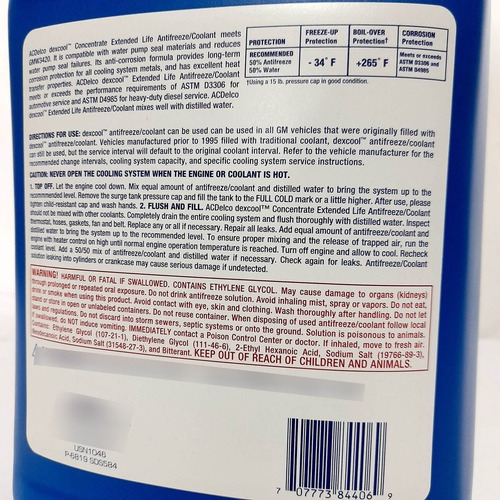 ACDelco dexcool™ Concentrate Extended Life Antifreeze/Coolant meets
GMW3420. It is compatible with water pump seal materials and reduces
water pump seal failures. Its anti-corrosion formula provides long-term
corrosion protection for all cooling system metals, and has excellent heat
transfer properties. ACDelco dexcool™ Extended Life Antifreeze/Coolant
meets or exceeds the performance requirements of ASTM D3306 for
automotive service and ASTM D4985 for heavy-duty diesel service. ACDelco
dexcool™ Extended Life Antifreeze/Coolant mixes well with distilled water.
PROTECTION
FREEZE-UP Protection
BOIL-OVER Protection†
CORROSION Protection
RECOMMENDED
50% Antifreeze
50% Water
- 34° F
+265° F
Meets or exceeds
ASTM D3306 and
ASTM D4985
†Using a 15 lb. pressure cap in good condition.
DIRECTIONS FOR USE: dexcool™ antifreeze/coolant can be used can be used in all GM vehicles that were originally filled with
dexcool™ antifreeze/coolant. Vehicles manufactured prior to 1995 filled with traditional coolant, dexcool™ antifreeze/coolant
can still be used, but the service interval will default to the original coolant interval. Refer to the vehicle manufacturer for the
recommended change intervals, cooling system capacity, and specific cooling system service instructions.
CAUTION: NEVER OPEN THE COOLING SYSTEM WHEN THE ENGINE OR COOLANT IS HOT.
1. TOP OFF. Let the engine cool down. Mix equal amount of antifreeze/coolant and distilled water to bring the system up to the
recommended level. Remove the surge tank pressure cap and fill the tank to the FULL COLD mark or a little higher. After use, please
tighten child-resistant cap and wash hands. 2. FLUSH AND FILL. ACDelco dexcool™ Concentrate Extended Life Antifreeze/Coolant
should not be mixed with other coolants. Completely drain the entire cooling system and flush thoroughly with distilled water. Inspect
thermostat, hoses, gaskets, fan and belt. Replace any or all if necessary. Repair all leaks. Add equal amount of antifreeze/coolant and
distilled water to bring the system up to the recommended level. To ensure proper mixing and the release of trapped air, run the
engine with heater control on high until normal engine operation temperature is reached. Turn off engine and allow to cool. Recheck
coolant level. Add a 50/50 mix of antifreeze/coolant and distilled water if necessary. Check again for leaks. Antifreeze/Coolant
solution leaking into cylinders or crankcase may cause serious damage if undetected.
WARNING! HARMFUL OR FATAL IF SWALLOWED. CONTAINS ETHYLENE GLYCOL. May cause damage to organs (kidneys)
through prolonged or repeated oral exposure. Do not drink antifreeze solution. Avoid inhaling mist, spray or vapors. Do not eat,
drink or smoke when using this product. Avoid contact with eye, skin and clothing. Wash thoroughly after handling. Do not let
stand or store in open or unlabeled containers. Do not reuse container. When disposing of used antifreeze/coolant follow local
laws and regulations. Do not discard into storm sewers, septic systems or onto the ground. Solution is poisonous to animals.
If swallowed, do NOT induce vomiting. IMMEDIATELY contact a Poison Control Center or doctor. If inhaled, move to fresh air.
Contains: Ethylene Glycol (107-21-1), Diethylene Glycol (111-46-6), 2-Ethyl Hexanoic Acid, Sodium Salt (19766-89-3),
Neodecanoic Acid, Sodium Salt (31548-27-3), and Bitterant. KEEP OUT OF REACH OF CHILDREN AND ANIMALS.
USN1046
P-6819 SDS584
7 07773 84406 9